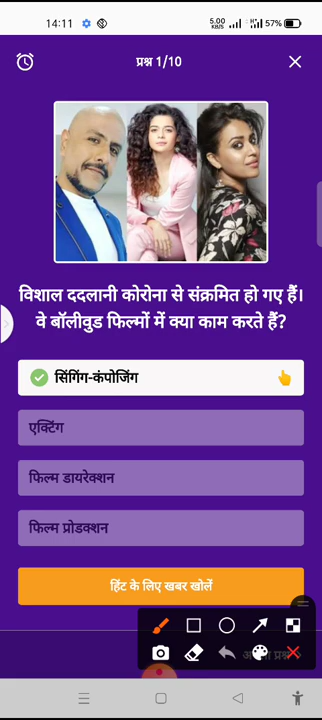 14:11
5.00 KB/S 57%
प्रश्न 1/10
विशाल ददलानी कोरोना से संक्रमित हो गए हैं।
वे बॉलीवुड फिल्मों में क्या काम करते हैं?
सिंगिंग-कंपोजिंग
एक्टिंग
फिल्म डायरेक्शन
फिल्म प्रोडक्शन
हिंट के लिए खबर खोलें